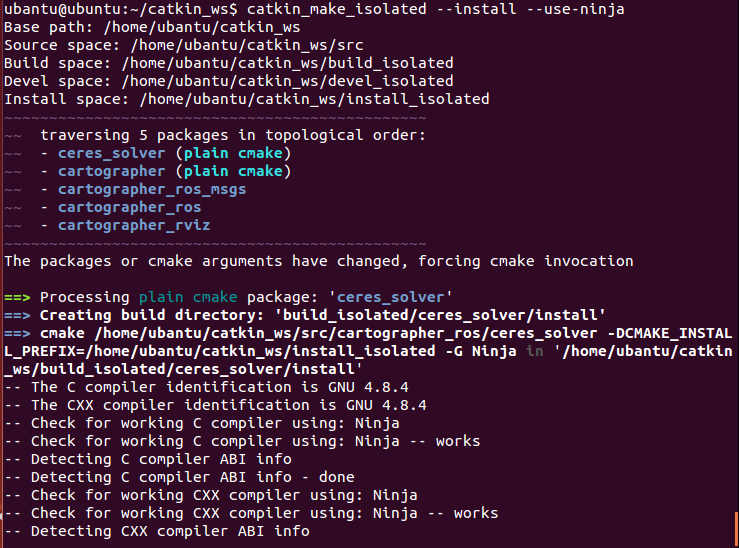 ubantu@ubuntu:~/catkin_ws$ catkin_make_isolated --install --use-ninja
Base path: /home/ubantu/catkin_ws
Source space: /home/ubantu/catkin_ws/src
Build space: /home/ubantu/catkin_ws/build_isolated
Devel space: /home/ubantu/catkin_ws/devel_isolated
Install space: /home/ubantu/catkin_ws/install_isolated
~~~~~~~~~~~~~~~~~~~~~~~~~~~~~~~~~~~~~~~~~~~~~~~
~~  traversing 5 packages in topological order:
~~  - ceres_solver (plain cmake)
~~  - cartographer (plain cmake)
~~  - cartographer_ros_msgs
~~  - cartographer_ros
~~  - cartographer_rviz
~~~~~~~~~~~~~~~~~~~~~~~~~~~~~~~~~~~~~~~~~~~~~~~
The packages or cmake arguments have changed, forcing cmake invocation
==> Processing plain cmake package: 'ceres_solver'
==> Creating build directory: 'build_isolated/ceres_solver/install'
==> cmake /home/ubantu/catkin_ws/src/cartographer_ros/ceres_solver -DCMAKE_INSTAL
L_PREFIX=/home/ubantu/catkin_ws/install_isolated -G Ninja in '/home/ubantu/catkin
_ws/build_isolated/ceres_solver/install'
-- The C compiler identification is GNU 4.8.4
-- The CXX compiler identification is GNU 4.8.4
-- Check for working C compiler using: Ninja
-- Check for working C compiler using: Ninja -- works
-- Detecting C compiler ABI info
-- Detecting C compiler ABI info - done
-- Check for working CXX compiler using: Ninja
-- Check for working CXX compiler using: Ninja -- works
-- Detecting CXX compiler ABI info